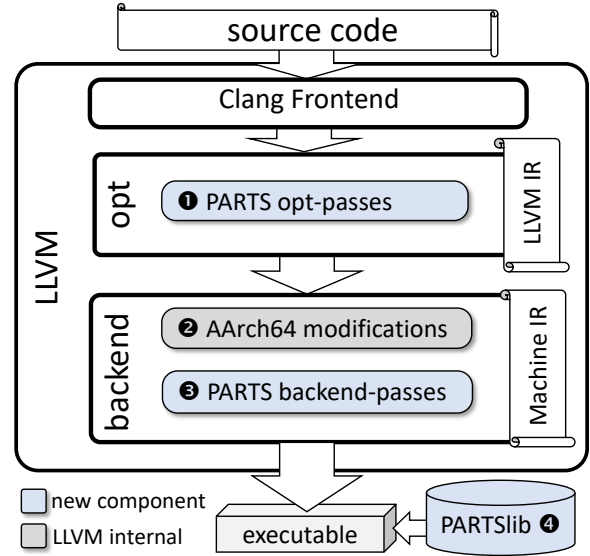 source code
Clang Frontend
LLVM
opt
❶ PARTS opt-passes
LLVM IR
backend
❷ AArch64 modifications
❸ PARTS backend-passes
Machine IR
new component
LLVM internal
executable
PARTSlib ❹